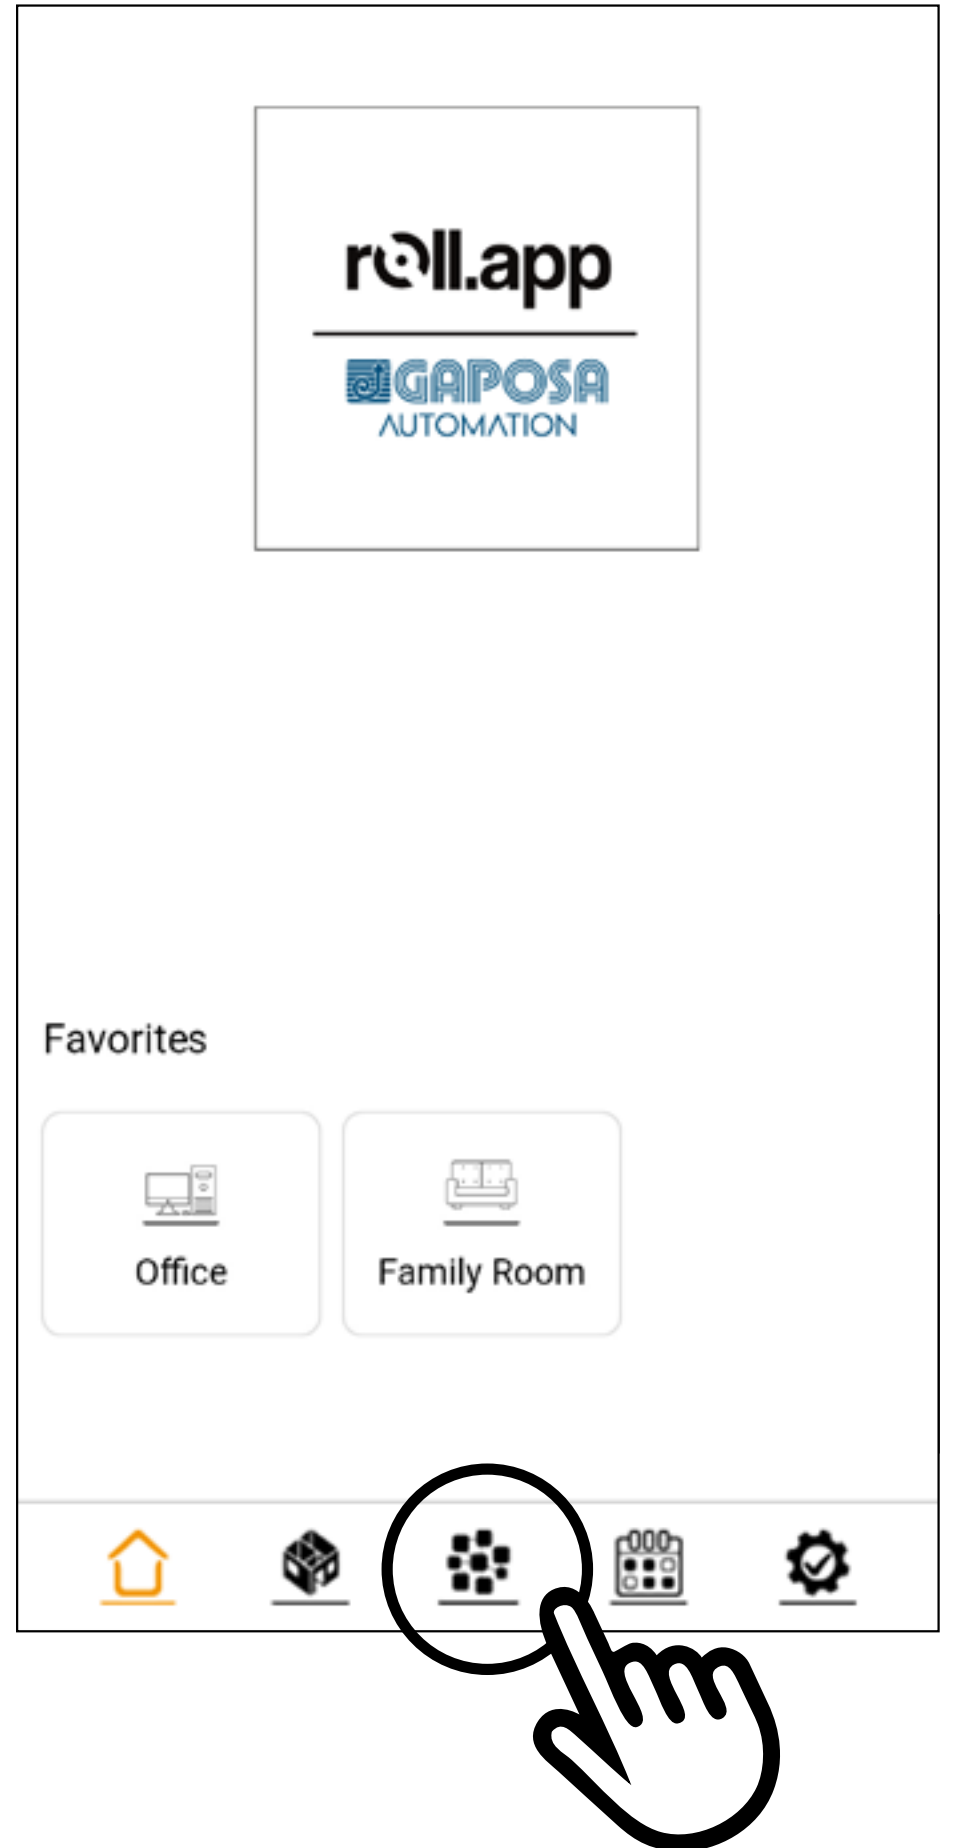 roll.app
GAPOSA
AUTOMATION
Favorites
Office
Family Room